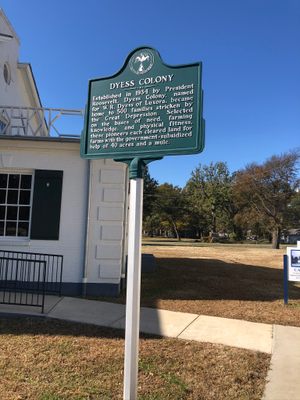 DYESS COLONY
Established in 1934 by President
Roosevelt, Dyess Colony, named
for W. R. Dyess of Luxora, became
home to 500 families stricken by
the Great Depression. Selected
on the bases of need, farming
knowledge, and physical fitness,
these pioneers each cleared land for
farms with the government-subsidized
help of 40 acres and a mule.